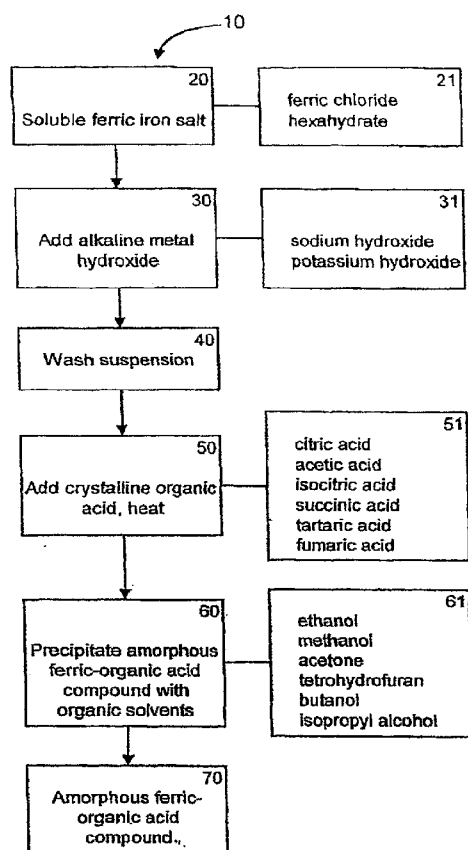 10
20
Soluble ferric iron salt
21
ferric chloride
hexahydrate
30
Add alkaline metal
hydroxide
31
sodium hydroxide
potassium hydroxide
40
Wash suspension
50
Add crystalline organic
acid, heat
51
citric acid
acetic acid
isocitric acid
succinic acid
tartaric acid
fumaric acid
60
Precipitate amorphous
ferric-organic acid
compound with
organic solvents
61
ethanol
methanol
acetone
tetrohydrofuran
butanol
isopropyl alcohol
70
Amorphous ferric-
organic acid
compound.